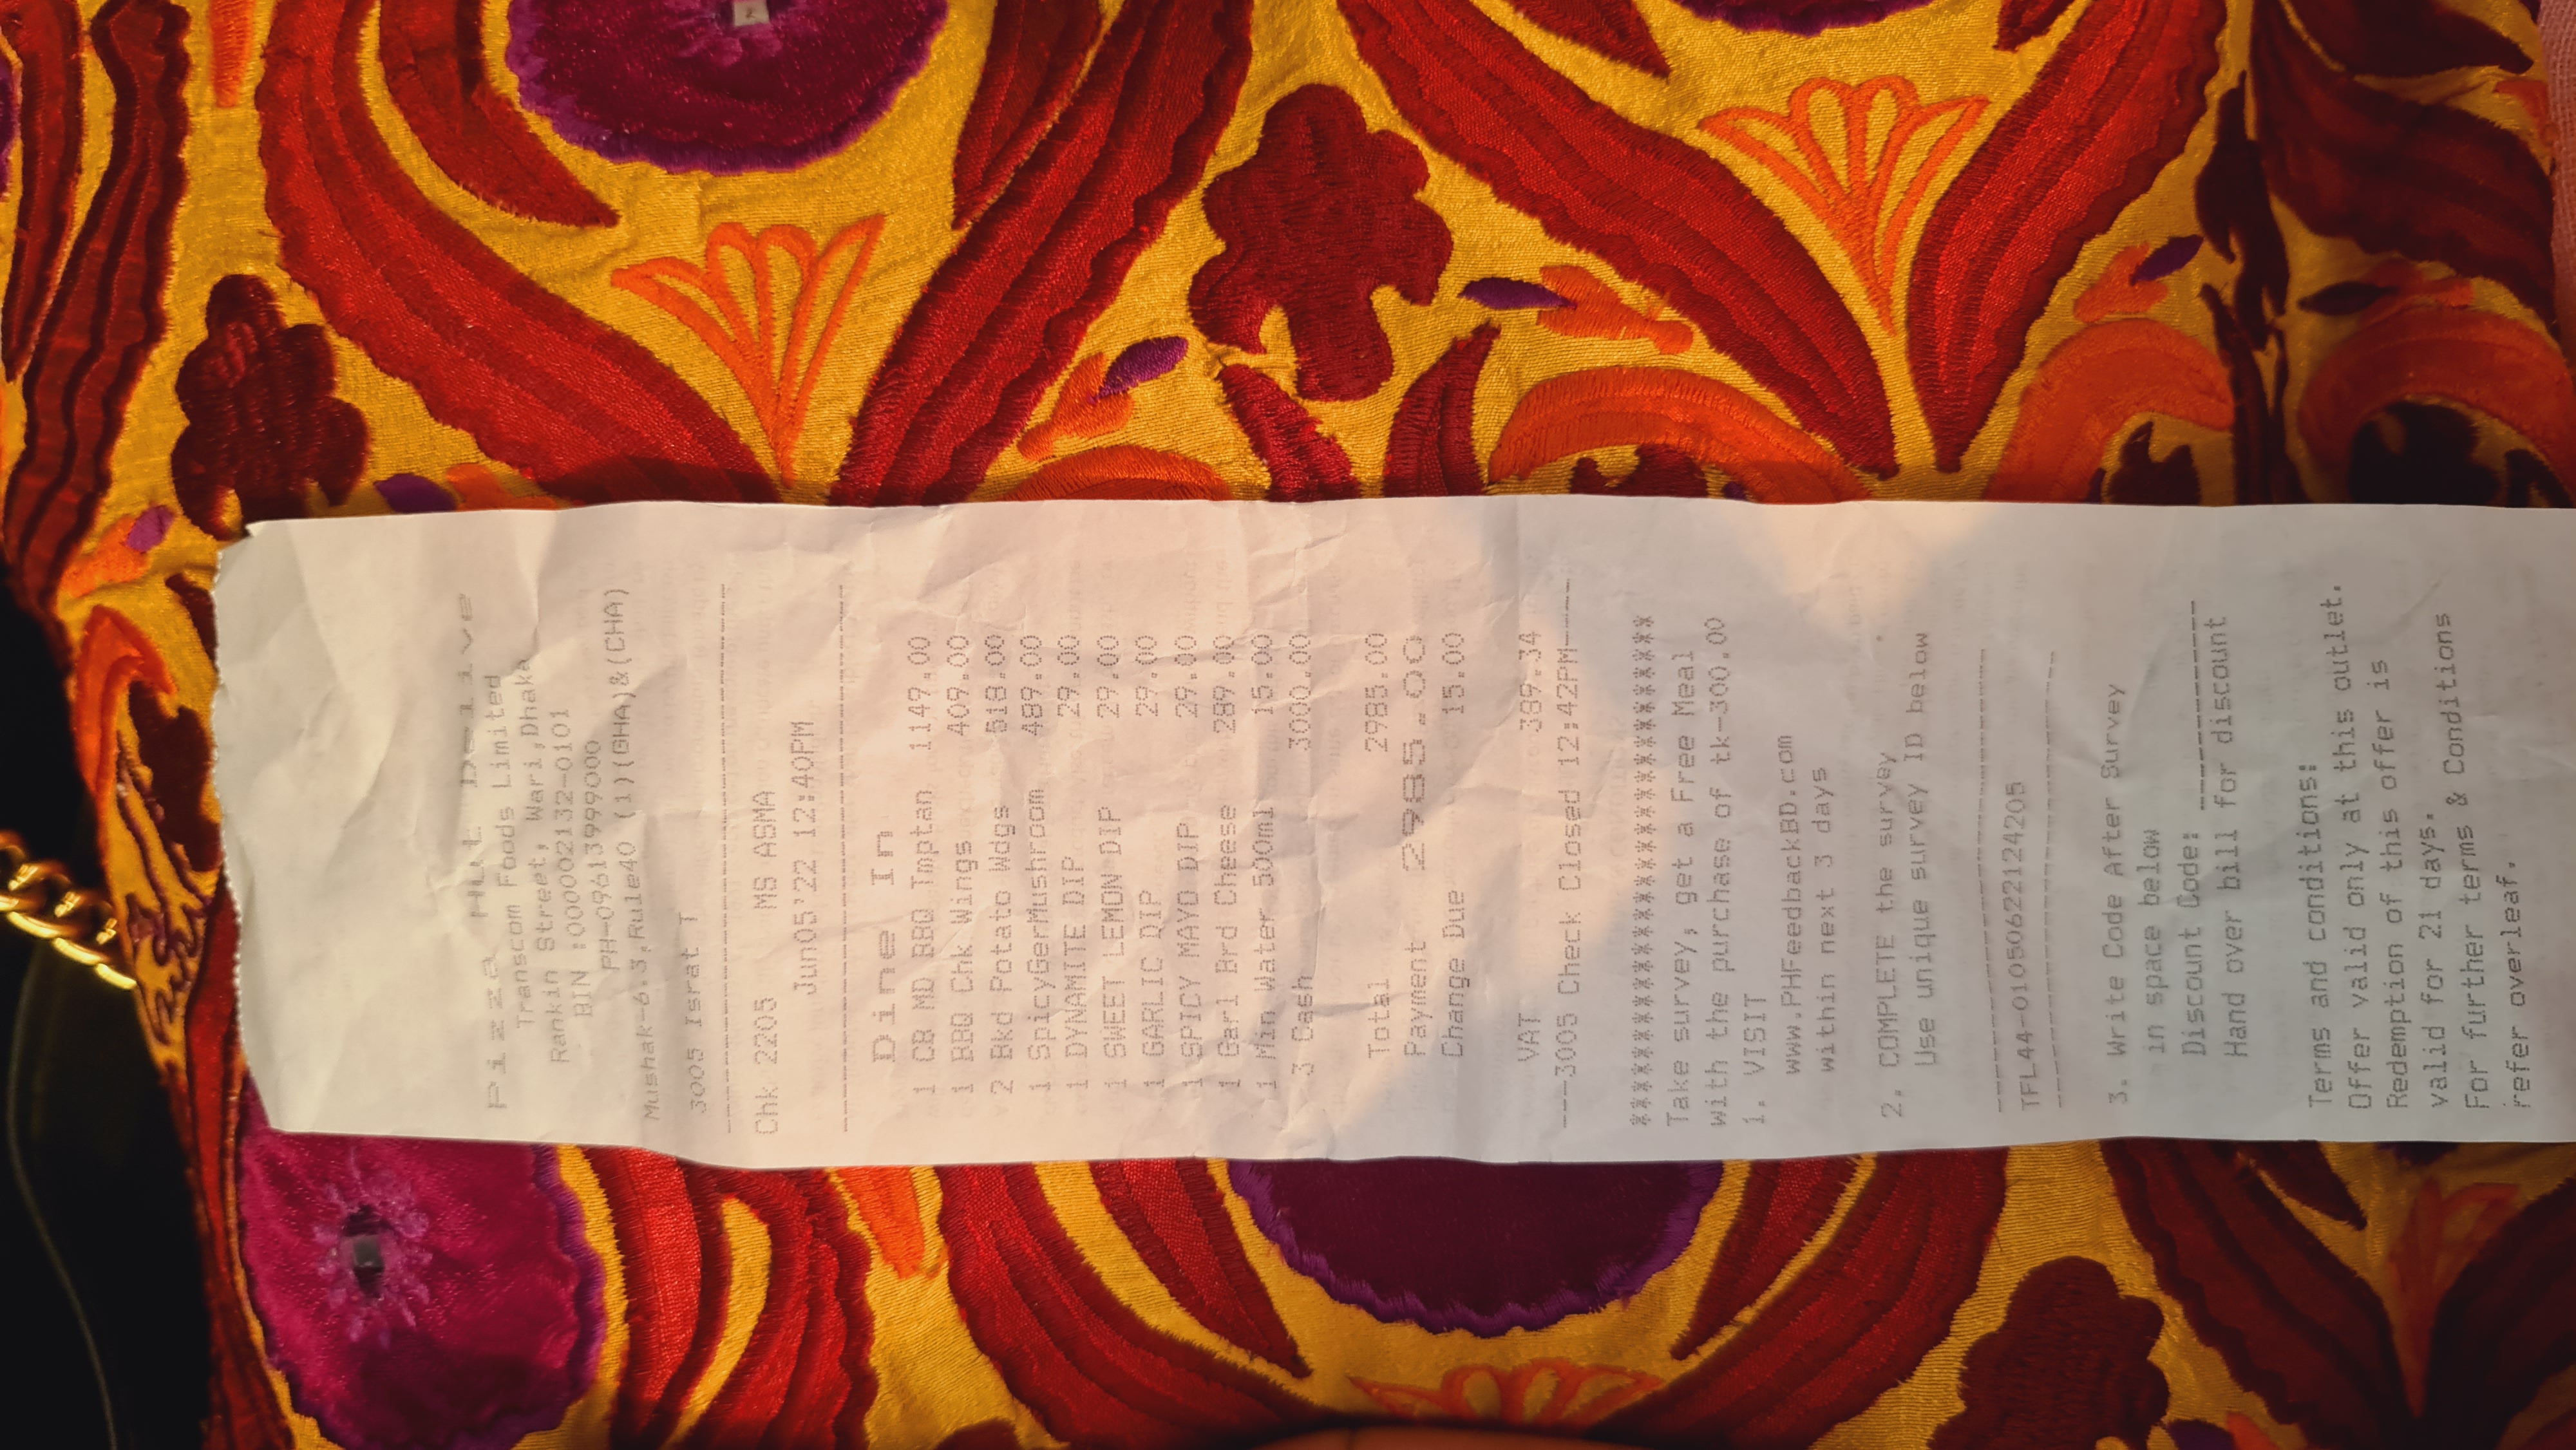 Pizza Hut Delive
Transcom Foods Limited
Rankin Street, Wari,Dhaka
BIN :000002132-0101
PH-09613999000
Mushak-6.3,Rule40 (1)(GHA)&(CHA)
3005 Israt T
Chk 2205 MS ASMA
Jun05'22 12:40PM
Dine In
1 CB MD BBQ Tmptan 1149.00
1 BBQ Chk Wings 409.00
2 Bkd Potato Wdgs 518.00
1 SpicyGerMushroom 489.00
1 DYNAMITE DIP 29.00
1 SWEET LEMON DIP 29.00
1 GARLIC DIP 29.00
1 SPICY MAYO DIP 29.00
1 Garl Brd Cheese 289.00
1 Min Water 500ml 15.00
3 Cash 3000.00
Total 2985.00
Payment 2985.00
Change Due 15.00
VAT 389.34
---3005 Check Closed 12:42PM----
******************************
Take survey, get a Free Meal
with the purchase of tk-300.00
1. VISIT
www.PHFeedbackBD.com
within next 3 days
2. COMPLETE the survey
Use unique survey ID below
TFL44-01050622124205
3. Write Code After Survey
in space below
Discount Code: _____________
Hand over bill for discount
Terms and conditions:
Offer valid only at this outlet.
Redemption of this offer is
valid for 21 days.
For further terms & Conditions
refer overleaf.